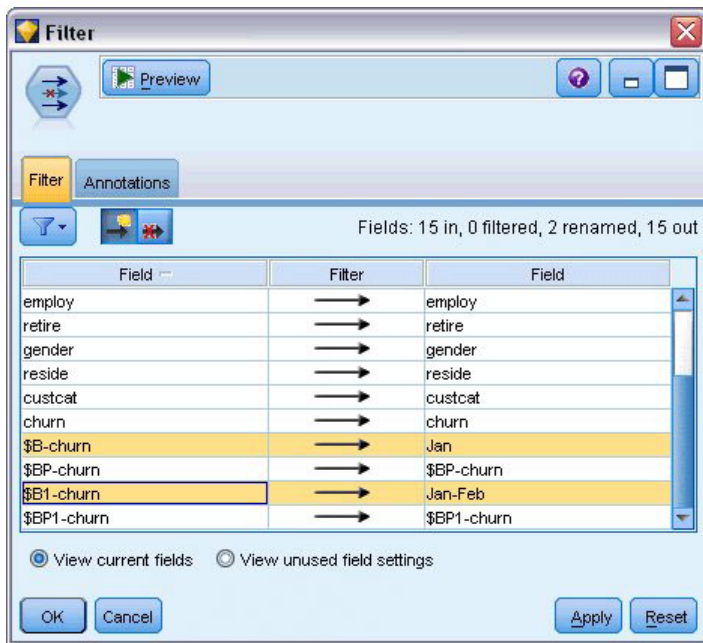 Filter
Preview
Filter Annotations
Fields: 15 in, 0 filtered, 2 renamed, 15 out
Field Filter Field
employ employ
retire retire
gender gender
reside reside
custcat custcat
churn churn
$B-churn Jan
$BP-churn $BP-churn
$B1-churn Jan-Feb
$BP1-churn $BP1-churn
View current fields View unused field settings
OK Cancel Apply Reset